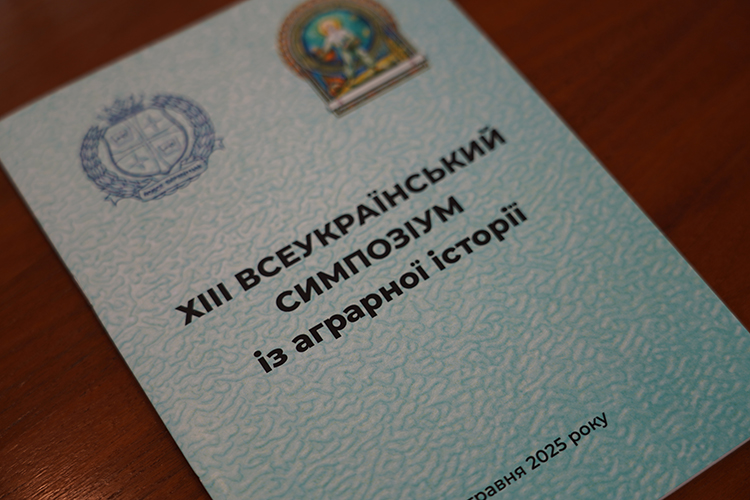 XIII ВСЕУКРАЇНСЬКИЙ
СИМПОЗІУМ
із аграрної історії
травня 2025 року